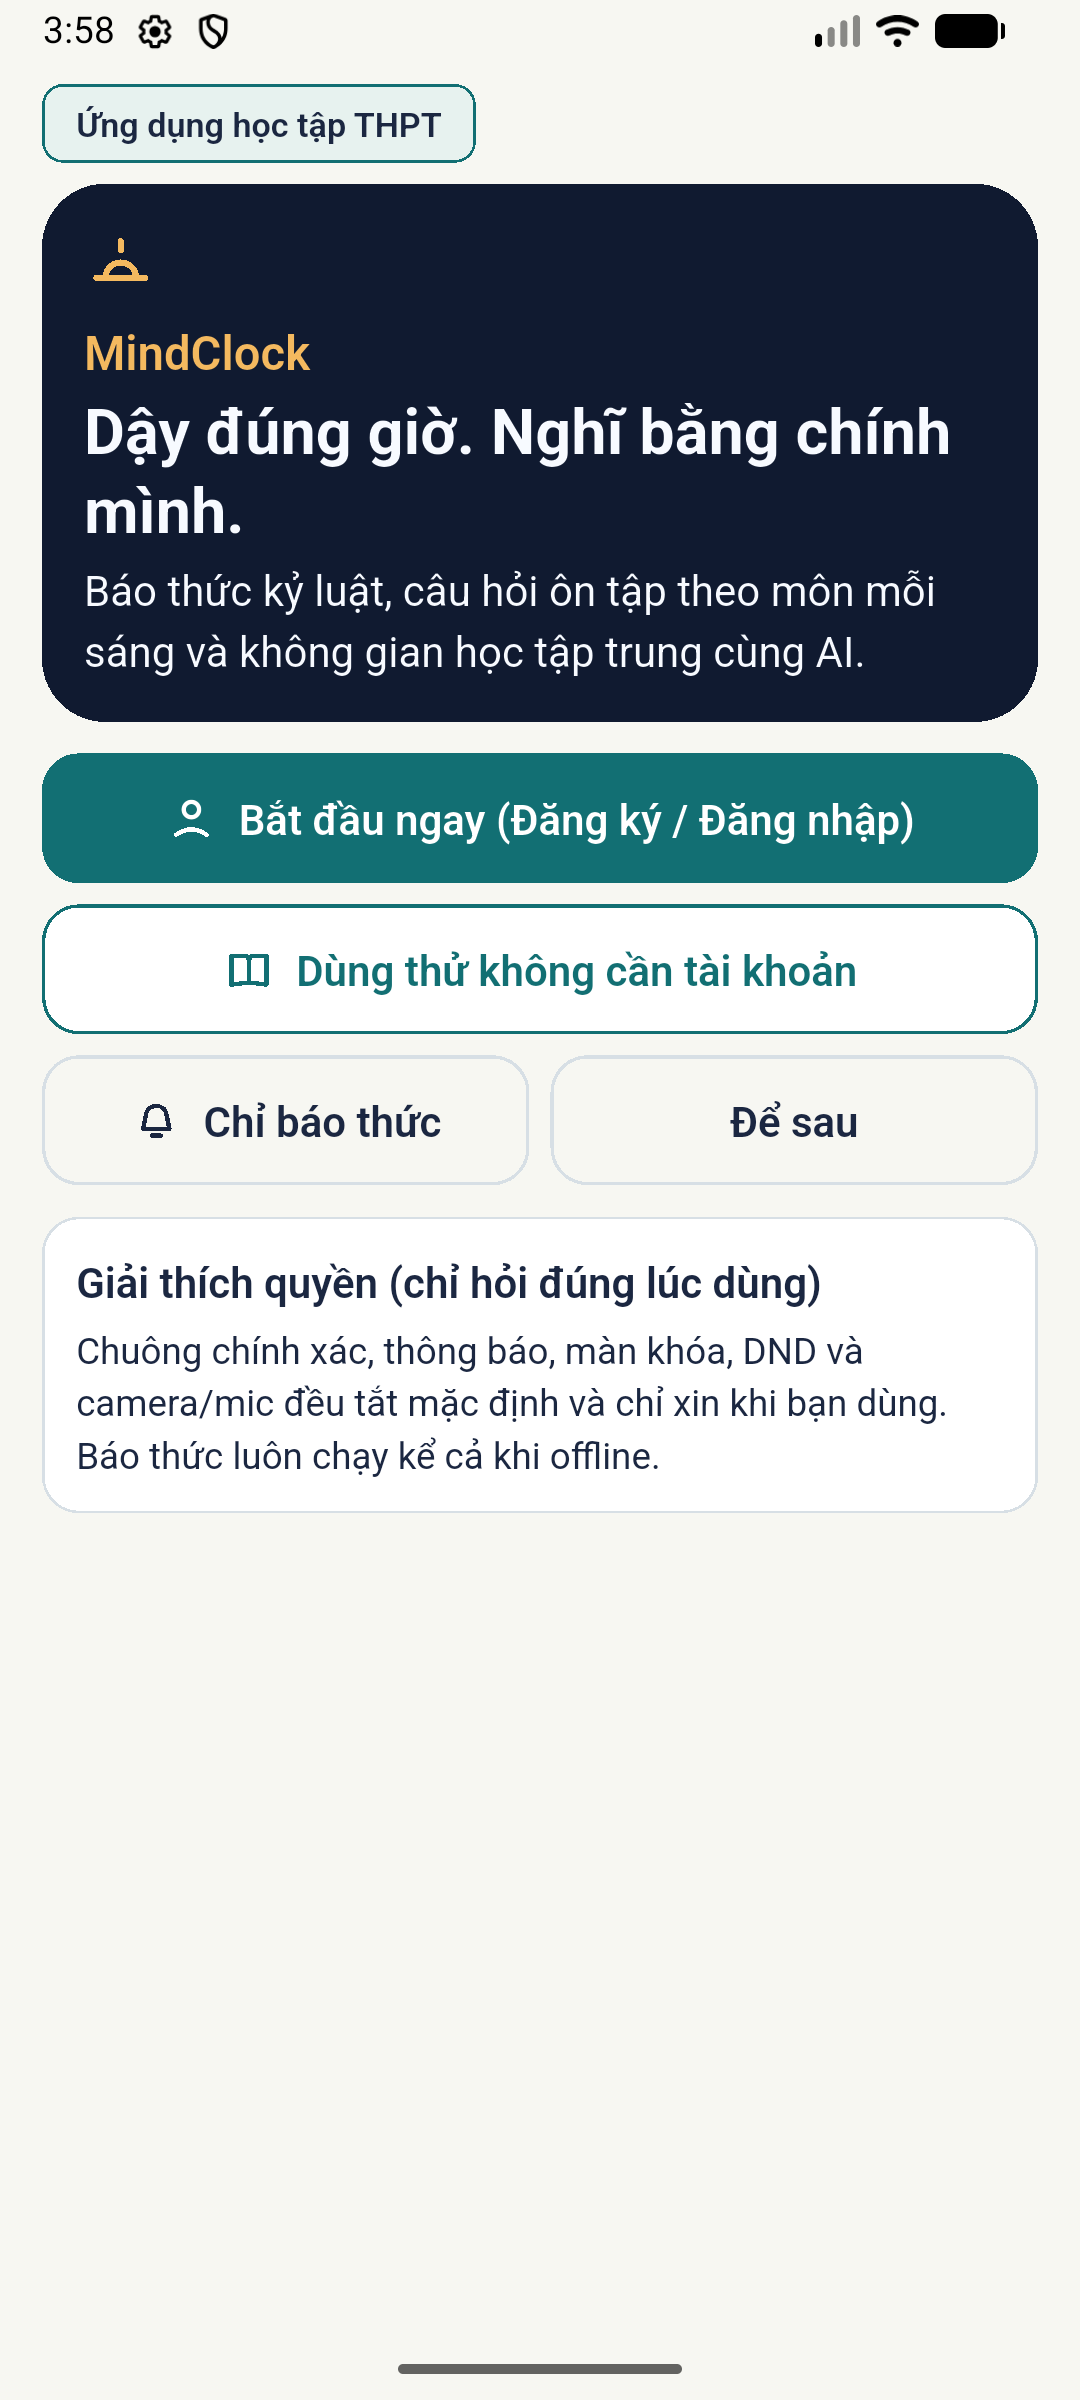 3:58
Ứng dụng học tập THPT
MindClock
Dậy đúng giờ. Nghĩ bằng chính
mình.
Báo thức kỷ luật, câu hỏi ôn tập theo môn mỗi
sáng và không gian học tập trung cùng AI.
Bắt đầu ngay (Đăng ký / Đăng nhập)
Dùng thử không cần tài khoản
Chỉ báo thức
Để sau
Giải thích quyền (chỉ hỏi đúng lúc dùng)
Chuông chính xác, thông báo, màn khóa, DND và
camera/mic đều tắt mặc định và chỉ xin khi bạn dùng.
Báo thức luôn chạy kể cả khi offline.